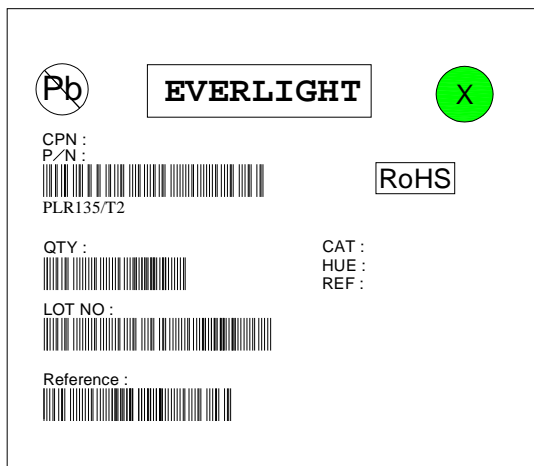 Pb
EVERLIGHT
X
CPN :
P/N :
RoHS
PLR135/T2
QTY :
CAT :
HUE :
REF :
LOT NO :
Reference :